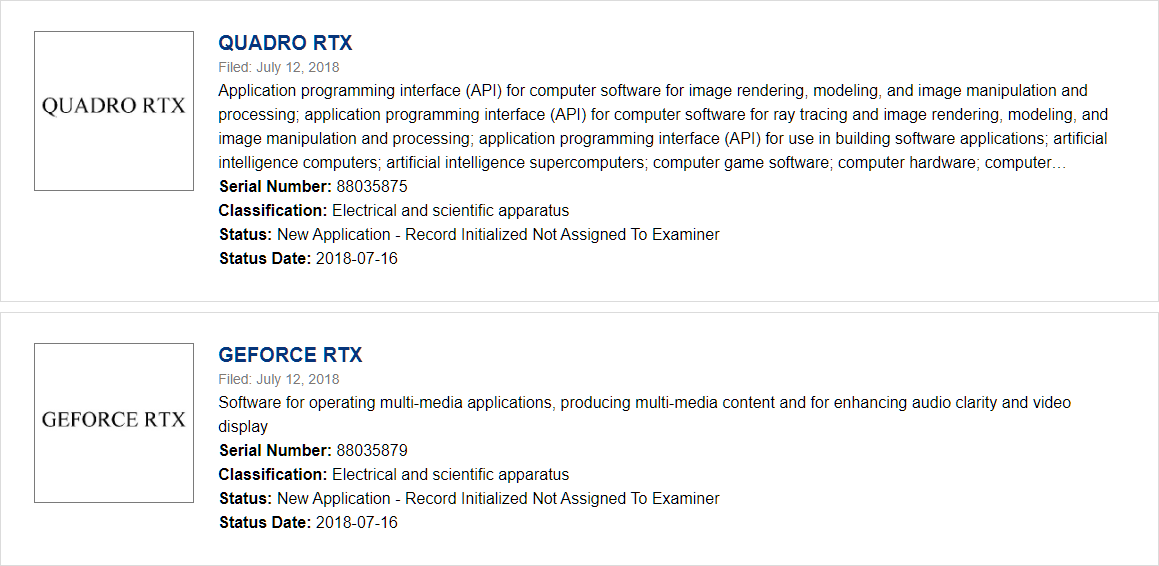 QUADRO RTX
QUADRO RTX
Filed: July 12, 2018
Application programming interface (API) for computer software for image rendering, modeling, and image manipulation and
processing; application programming interface (API) for computer software for ray tracing and image rendering, modeling, and
image manipulation and processing; application programming interface (API) for use in building software applications; artificial
intelligence computers; artificial intelligence supercomputers; computer game software; computer hardware; computer…
Serial Number: 88035875
Classification: Electrical and scientific apparatus
Status: New Application - Record Initialized Not Assigned To Examiner
Status Date: 2018-07-16
GEFORCE RTX
GEFORCE RTX
Filed: July 12, 2018
Software for operating multi-media applications, producing multi-media content and for enhancing audio clarity and video
display
Serial Number: 88035879
Classification: Electrical and scientific apparatus
Status: New Application - Record Initialized Not Assigned To Examiner
Status Date: 2018-07-16